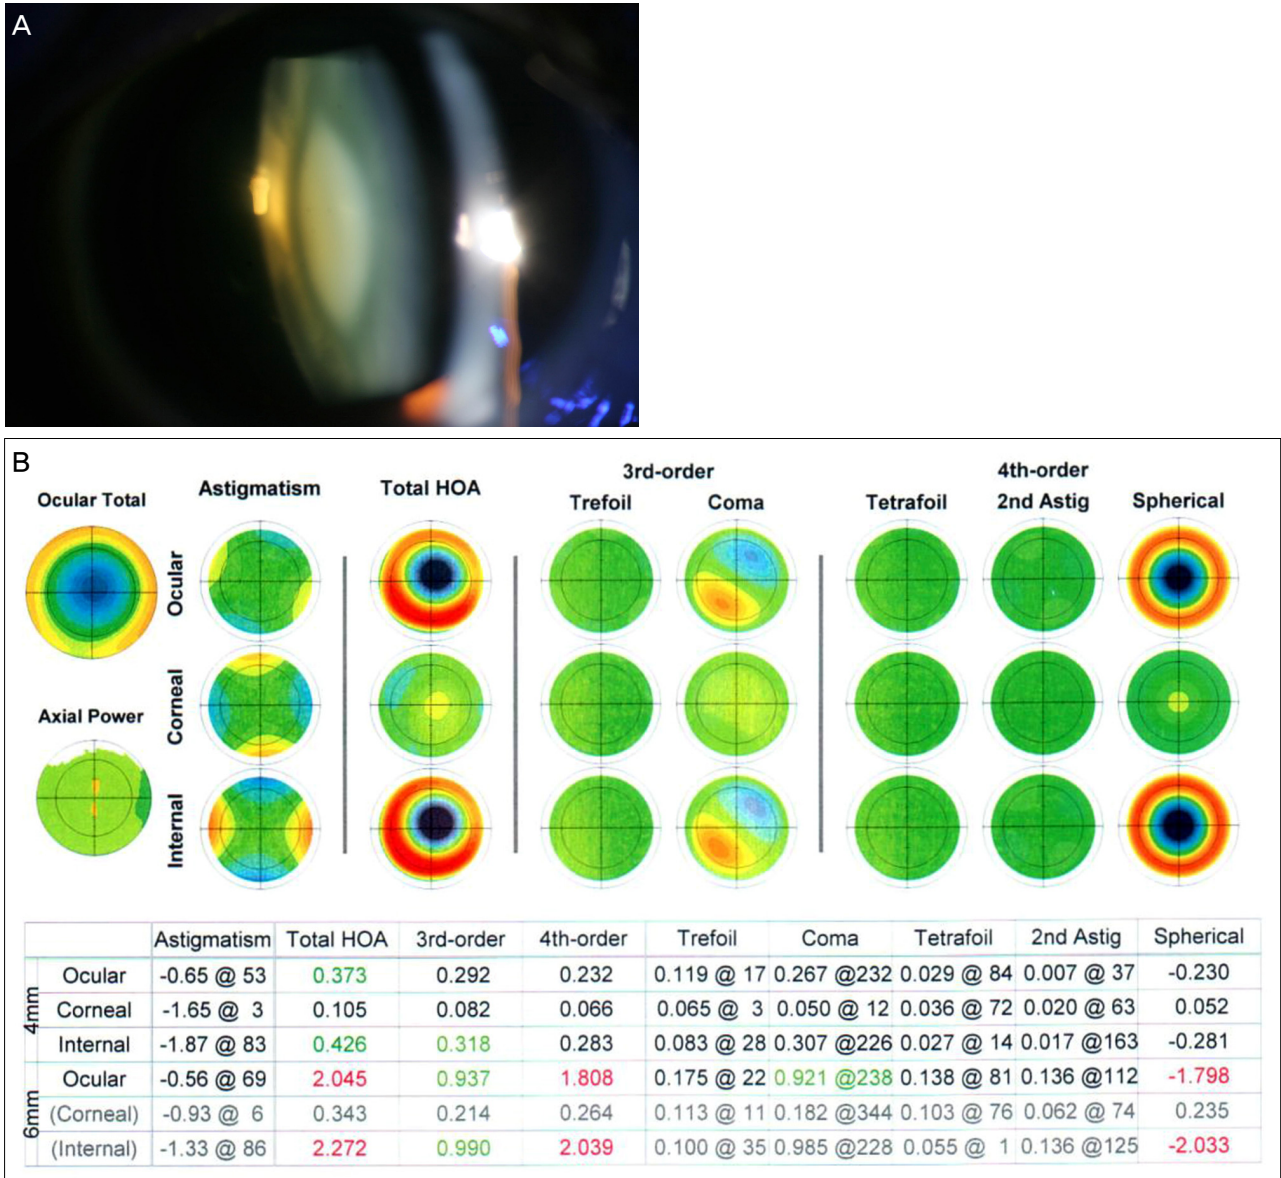 A
B
3rd-order
4th-order
Ocular Total
Astigmatism
Total HOA
Trefoil
Coma
Tetrafoil
2nd Astig
Spherical
Ocular
Axial Power
Corneal
Internal
Astigmatism Total HOA 3rd-order 4th-order Trefoil Coma Tetrafoil 2nd Astig Spherical
4mm
Ocular -0.65 @ 53 0.373 0.292 0.232 0.119 @ 17 0.267 @232 0.029 @ 84 0.007 @ 37 -0.230
Corneal -1.65 @ 3 0.105 0.082 0.066 0.065 @ 3 0.050 @ 12 0.036 @ 72 0.020 @ 63 0.052
Internal -1.87 @ 83 0.426 0.318 0.283 0.083 @ 28 0.307 @226 0.027 @ 14 0.017 @163 -0.281
6mm
Ocular -0.56 @ 69 2.045 0.937 1.808 0.175 @ 22 0.921 @238 0.138 @ 81 0.136 @112 -1.798
(Corneal) -0.93 @ 6 0.343 0.214 0.264 0.113 @ 11 0.182 @344 0.103 @ 76 0.062 @ 74 0.235
(Internal) -1.33 @ 86 2.272 0.990 2.039 0.100 @ 35 0.985 @228 0.055 @ 1 0.136 @125 -2.033